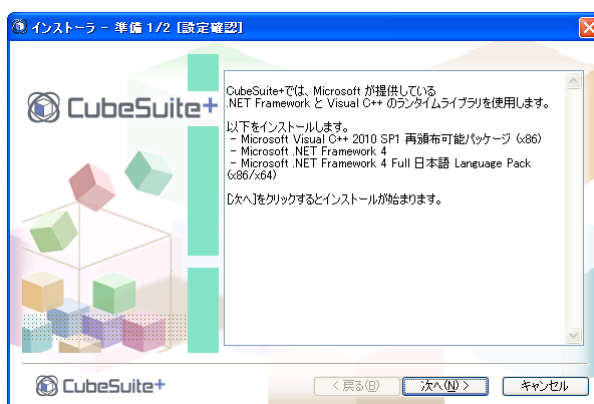 インストーラ - 準備 1/2 [設定確認]
CubeSuite+
CubeSuite+では、Microsoft が提供している
.NET Framework と Visual C++ のランタイムライブラリを使用します。
以下をインストールします。
- Microsoft Visual C++ 2010 SP1 再頒布可能パッケージ (x86)
- Microsoft .NET Framework 4
- Microsoft .NET Framework 4 Full 日本語 Language Pack
(x86/x64)
[次へ]をクリックするとインストールが始まります。
CubeSuite+
< 戻る(B)
次へ(N) >
キャンセル